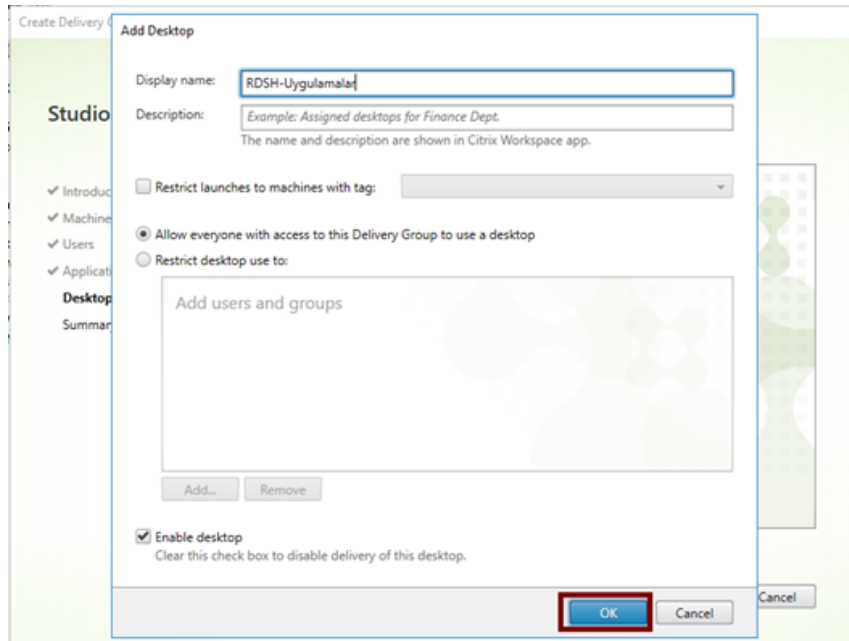 Create Delivery
Add Desktop
Display name: RDSH-Uygulamalar
Studio
Description: Example: Assigned desktops for Finance Dept.
The name and description are shown in Citrix Workspace app.
Restrict launches to machines with tag:
Introduc
Machine
Allow everyone with access to this Delivery Group to use a desktop
Users
Restrict desktop use to:
Applicati
Desktop
Add users and groups
Summar
Add... Remove
Enable desktop
Clear this check box to disable delivery of this desktop.
Cancel
OK Cancel